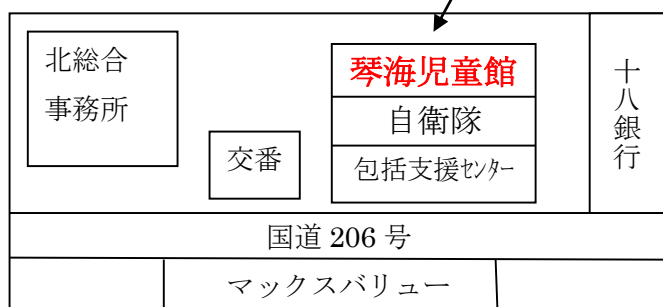 北総合
事務所
交番
琴海児童館
自衛隊
包括支援ｾﾝﾀｰ
十八銀行
国道 206 号
マックスバリュー